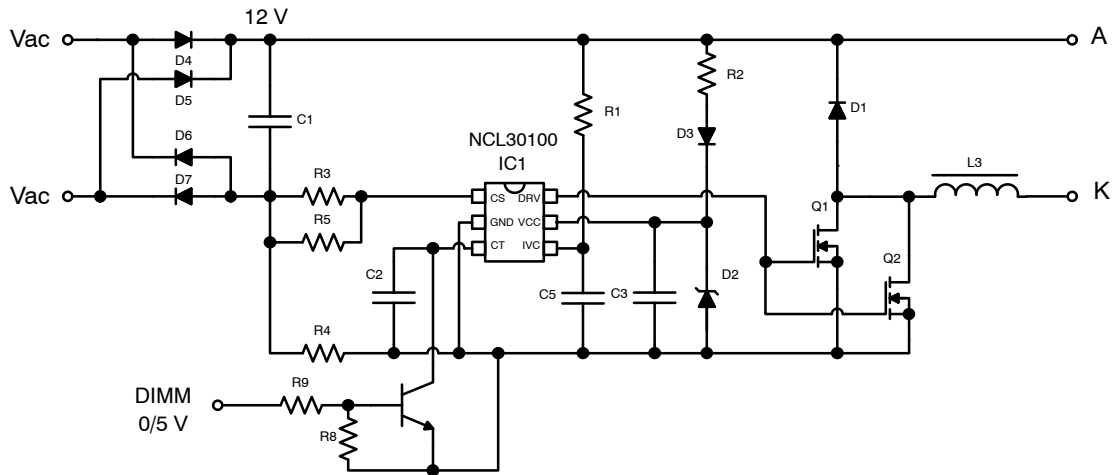 12 V
Vac
A
D4
D5
R2
R1
D1
D3
C1
NCL30100
IC1
D6
D7
L3
Vac
K
R3
CS
DRV
Q1
GND
VCC
R5
CT
IVC
Q2
C2
D2
C5
C3
R4
R9
DIMM
0/5 V
R8